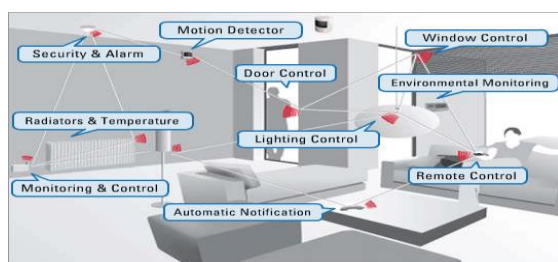 Motion Detector
Window Control
Security & Alarm
Door Control
Environmental Monitoring
Radiators & Temperature
Lighting Control
Monitoring & Control
Remote Control
Automatic Notification